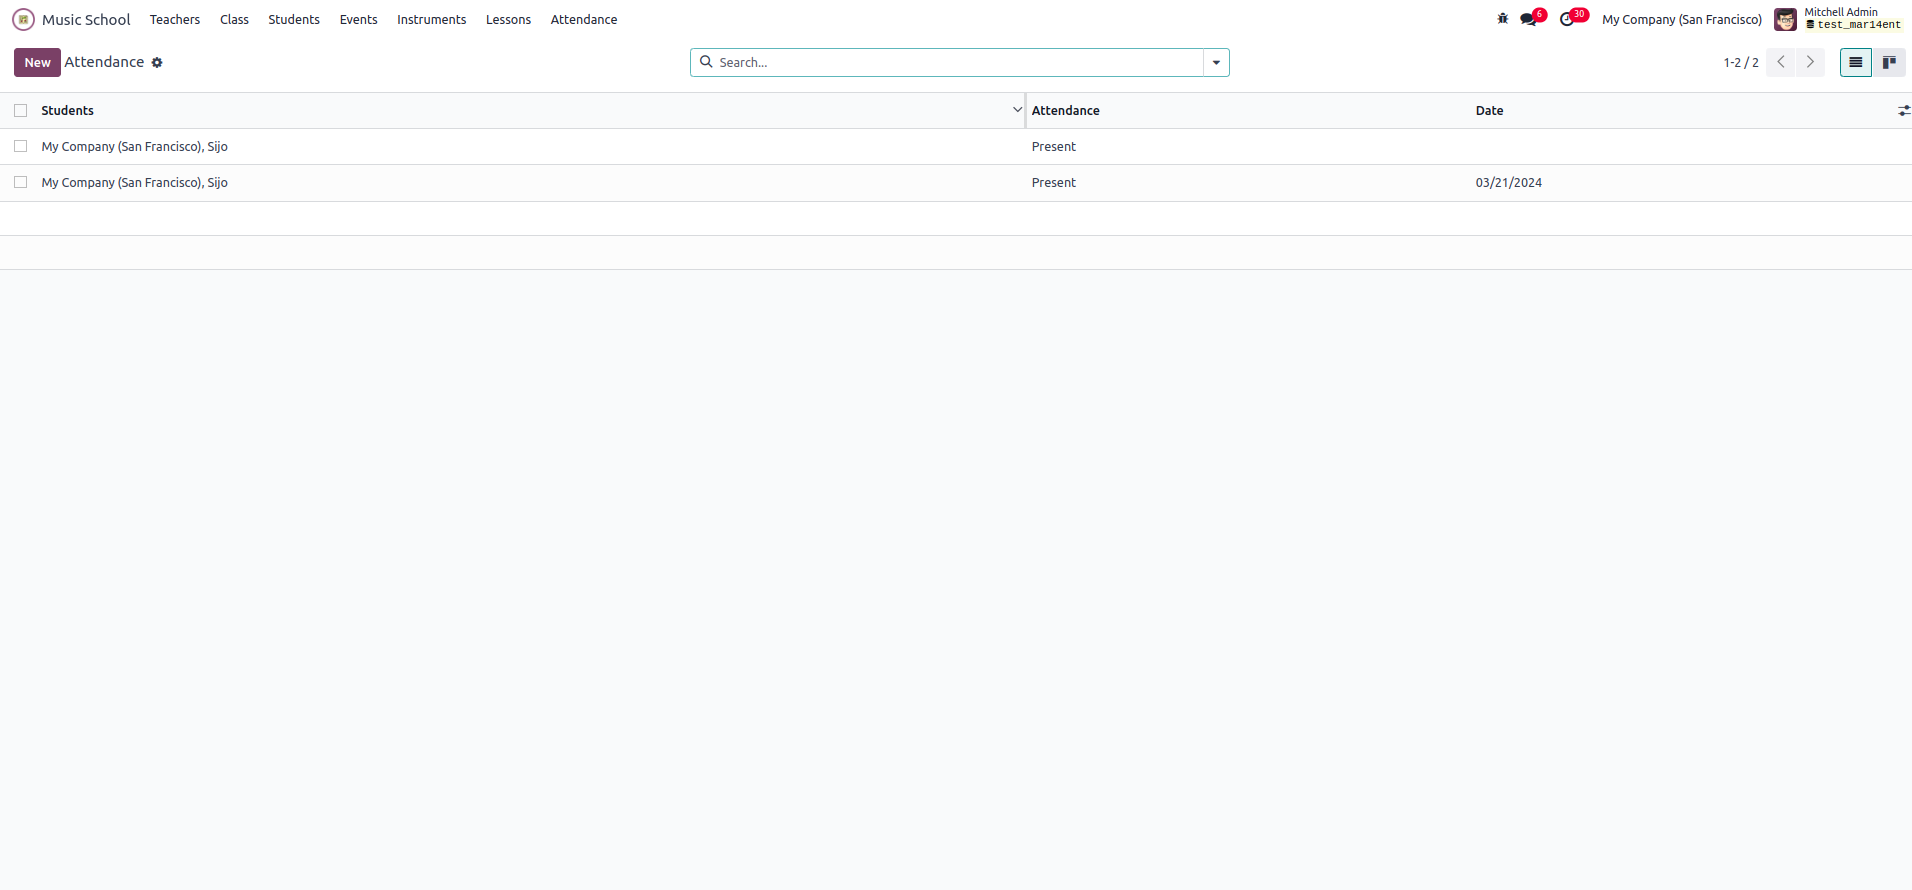 Music School Teachers Class Students Events Instruments Lessons Attendance 6 30 My Company (San Francisco) Mitchell Admin
test_mar14ent
New Attendance Search... 1-2 / 2
Students Attendance Date
My Company (San Francisco), Sijo Present
My Company (San Francisco), Sijo Present 03/21/2024